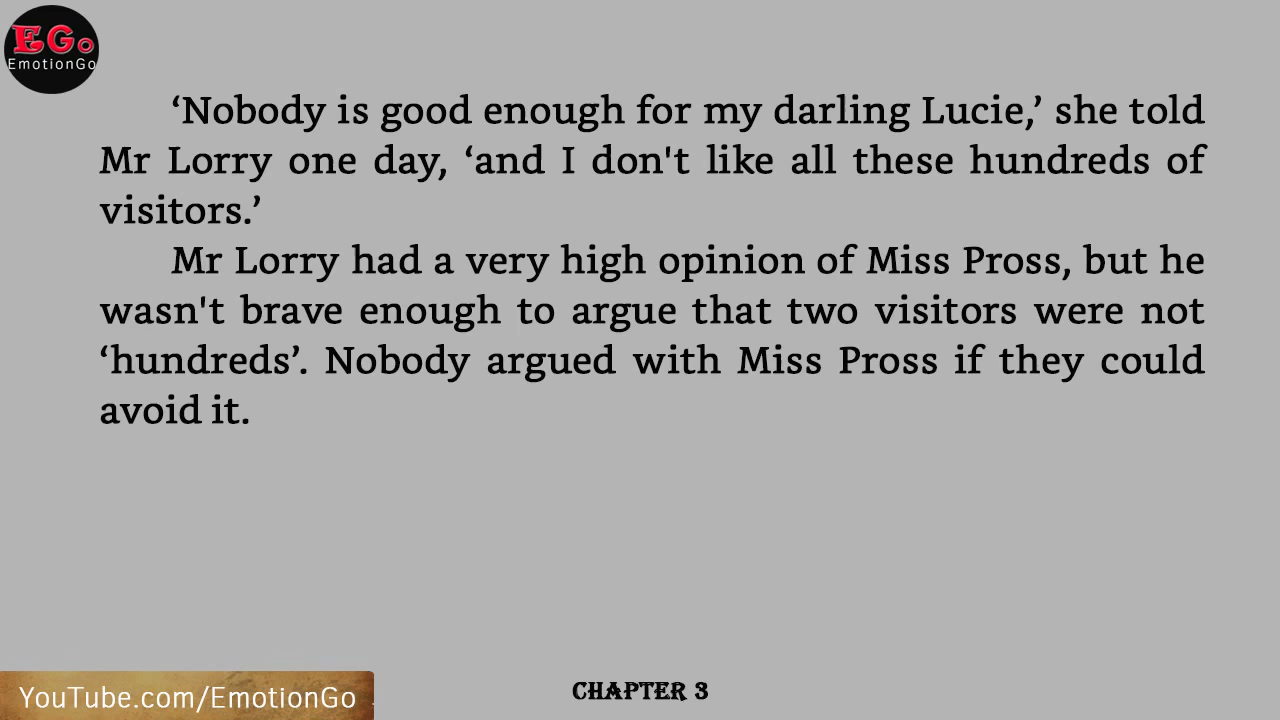 EGo
EmotionGo
‘Nobody is good enough for my darling Lucie,’ she told
Mr Lorry one day, ‘and I don't like all these hundreds of
visitors.’
Mr Lorry had a very high opinion of Miss Pross, but he
wasn't brave enough to argue that two visitors were not
‘hundreds’. Nobody argued with Miss Pross if they could
avoid it.
YouTube.com/EmotionGo
CHAPTER 3